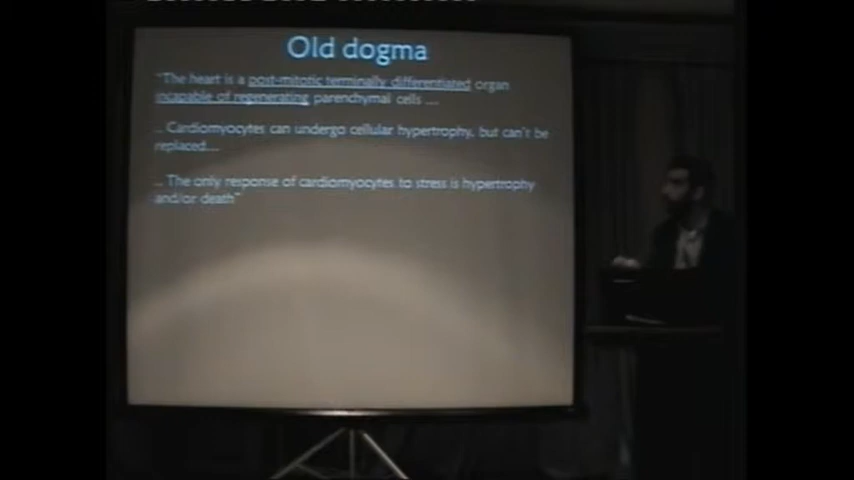 Old dogma
"The heart is a post-mitotic terminally differentiated organ
incapable of regenerating parenchymal cells ...
... Cardiomyocytes can undergo cellular hypertrophy, but can't be
replaced....
... The only response of cardiomyocytes to stress is hypertrophy
and/or death"